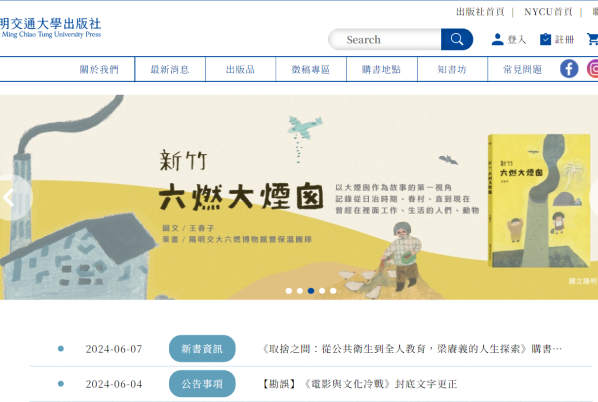 出版社首頁 | NYCU首頁 |
明交通大學出版社
Ming Chiao Tung University Press
Search
登入
註冊
關於我們
最新消息
出版品
徵稿專區
購書地點
知書坊
常見問題
新竹
六燃大煙囪
以大煙囪作為故事的第一視角
記錄從日治時期、眷村、直到現在
曾經在裡面工作、生活的人們、動物
圖文 / 王春子
策畫 / 陽明交大六燃博物館暨保溫團隊
新竹
六燃大煙囪
國立陽明
2024-06-07 新書資訊 《取捨之間：從公共衛生到全人教育，梁賡義的人生探索》購書…
2024-06-04 公告事項 【勘誤】《電影與文化冷戰》封底文字更正